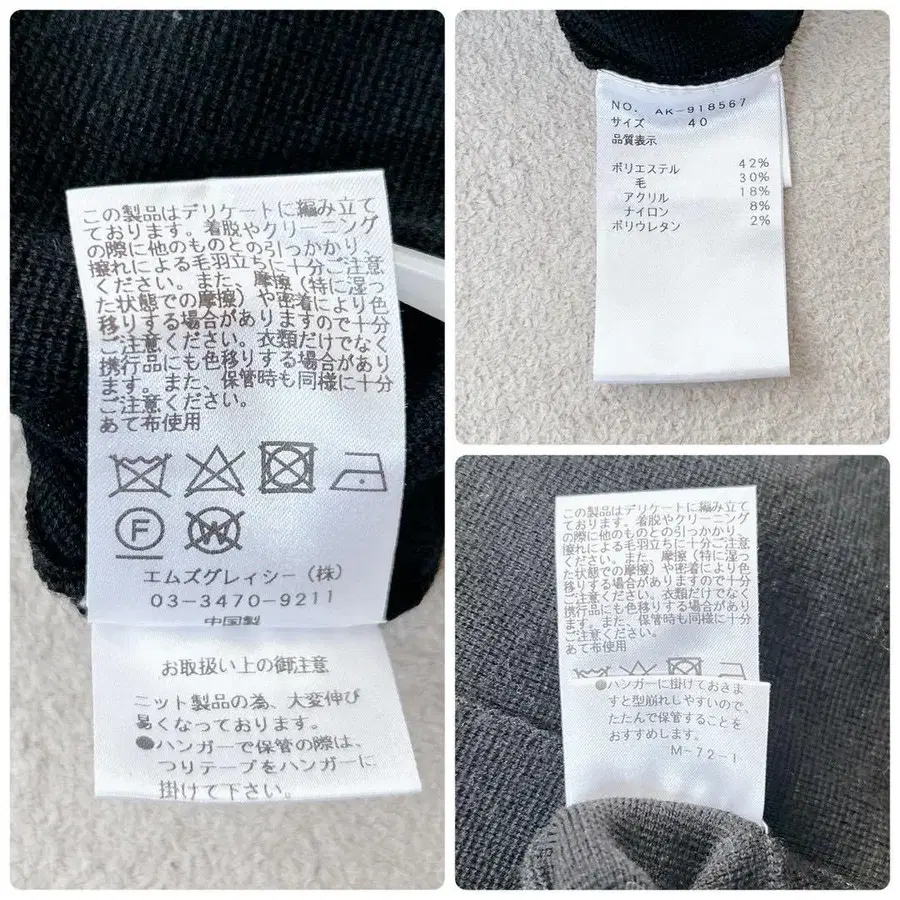 この製品はデリケートに編み立て
ております。着脱やクリーニング
の際に他のものとの引っかかり、
擦れによる毛羽立ちに十分ご注意
ください。また、摩擦（特に湿っ
た状態での摩擦）や密着により色
移りする場合がありますので十分
ご注意ください。衣類だけでなく
携行品にも色移りする場合があり
ます。また、保管時も同様に十分
ご注意ください。
あて布使用
F
W
エムズグレィシー（株）
03-3470-9211
中国製
お取扱い上の御注意
ニット製品の為、大変伸び
易くなっております。
●ハンガーで保管の際は、
つりテープをハンガーに
掛けて下さい。
NO. AK-918567
サイズ 40
品質表示
ポリエステル 42%
毛 30%
アクリル 18%
ナイロン 8%
ポリウレタン 2%
この製品はデリケートに編み立て
ております。着脱やクリーニング
の際に他のものとの引っかかり、
擦れによる毛羽立ちに十分ご注意
ください。また、摩擦（特に湿っ
た状態での摩擦）や密着により色
移りする場合がありますので十分
ご注意ください。衣類だけでなく
携行品にも色移りする場合があり
ます。また、保管時も同様に十分
ご注意ください。
あて布使用
●ハンガーに掛けておきま
すと型崩れしやすいので、
たたんで保管することを
おすすめします。
M-72-1